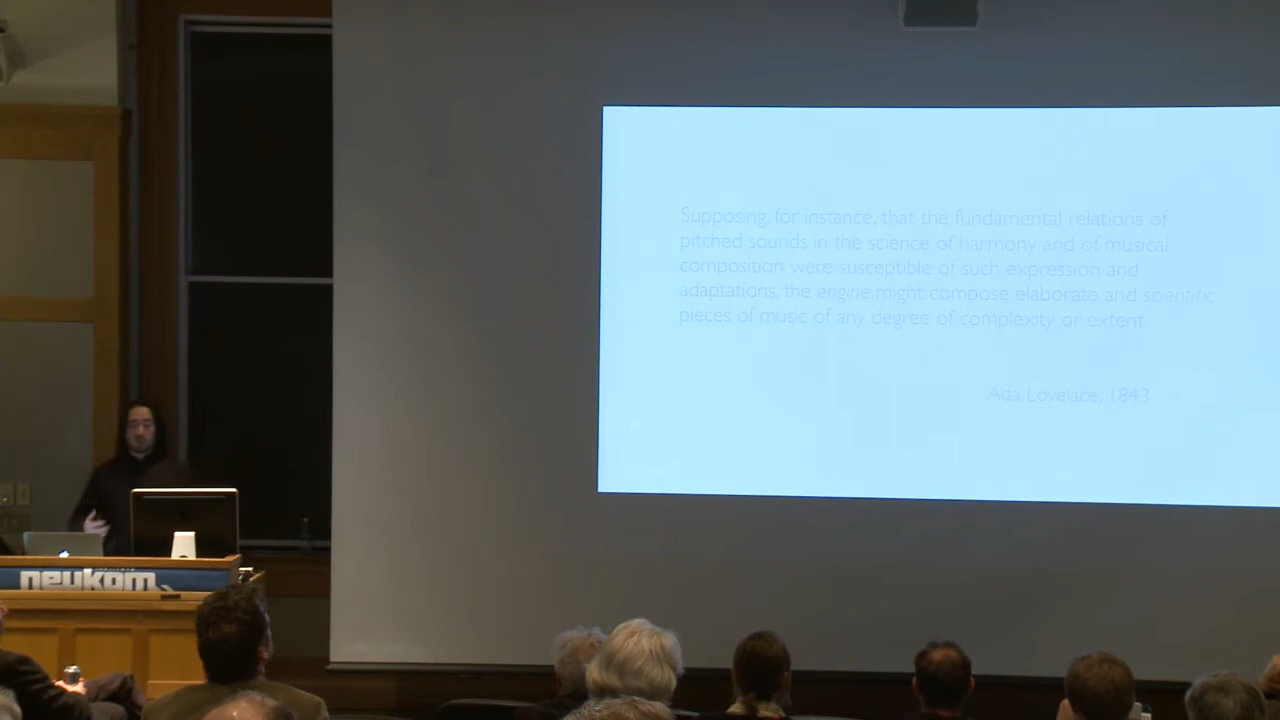 Supposing, for instance, that the fundamental relations of
pitched sounds in the science of harmony and of musical
composition were susceptible of such expression and
adaptations, the engine might compose elaborate and scientific
pieces of music of any degree of complexity or extent.
Ada Lovelace, 1843
neukom